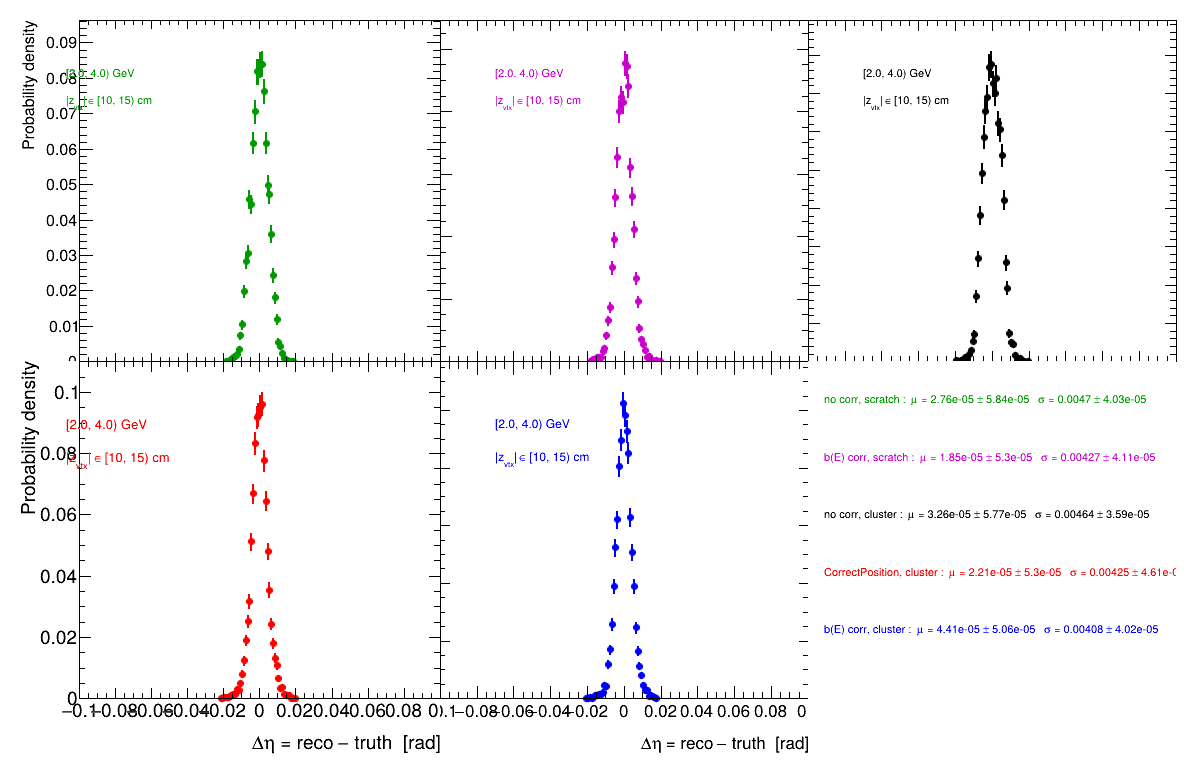 Probability density
0.09
0.08
0.07
0.06
0.05
0.04
0.03
0.02
0.01
0
[2.0, 4.0) GeV
|z_vtx| ∈ [10, 15) cm
[2.0, 4.0) GeV
|z_vtx| ∈ [10, 15) cm
[2.0, 4.0) GeV
|z_vtx| ∈ [10, 15) cm
Probability density
0.1
0.08
0.06
0.04
0.02
0
[2.0, 4.0) GeV
|z_vtx| ∈ [10, 15) cm
−0.1 −0.08 −0.06 −0.04 −0.02 0 0.02 0.04 0.06 0.08 0.1
Δη = reco − truth [rad]
[2.0, 4.0) GeV
|z_vtx| ∈ [10, 15) cm
−0.08 −0.06 −0.04 −0.02 0 0.02 0.04 0.06 0.08 0
Δη = reco − truth [rad]
no corr, scratch : μ = 2.76e-05 ± 5.84e-05 σ = 0.0047 ± 4.03e-05
b(E) corr, scratch : μ = 1.85e-05 ± 5.3e-05 σ = 0.00427 ± 4.11e-05
no corr, cluster : μ = 3.26e-05 ± 5.77e-05 σ = 0.00464 ± 3.59e-05
CorrectPosition, cluster : μ = 2.21e-05 ± 5.3e-05 σ = 0.00425 ± 4.61e-0
b(E) corr, cluster : μ = 4.41e-05 ± 5.06e-05 σ = 0.00408 ± 4.02e-05